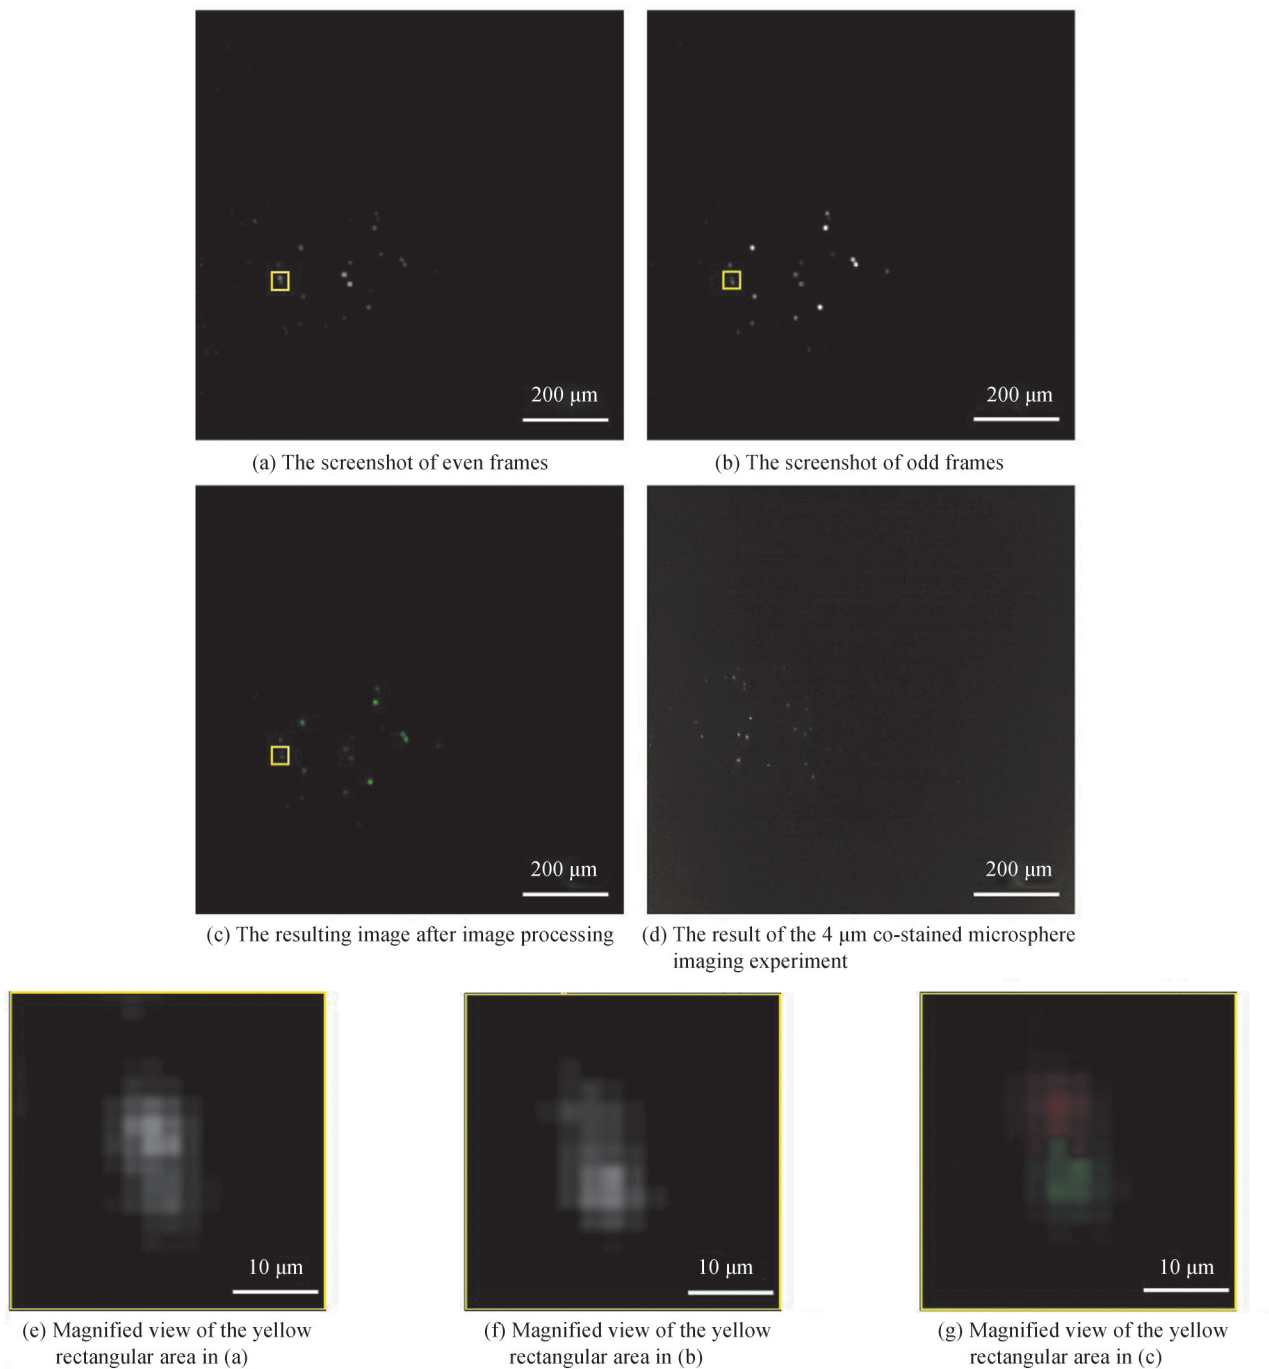 200 μm
200 μm
(a) The screenshot of even frames
(b) The screenshot of odd frames
200 μm
200 μm
(c) The resulting image after image processing
(d) The result of the 4 μm co-stained microsphere
imaging experiment
10 μm
10 μm
10 μm
(e) Magnified view of the yellow
rectangular area in (a)
(f) Magnified view of the yellow
rectangular area in (b)
(g) Magnified view of the yellow
rectangular area in (c)